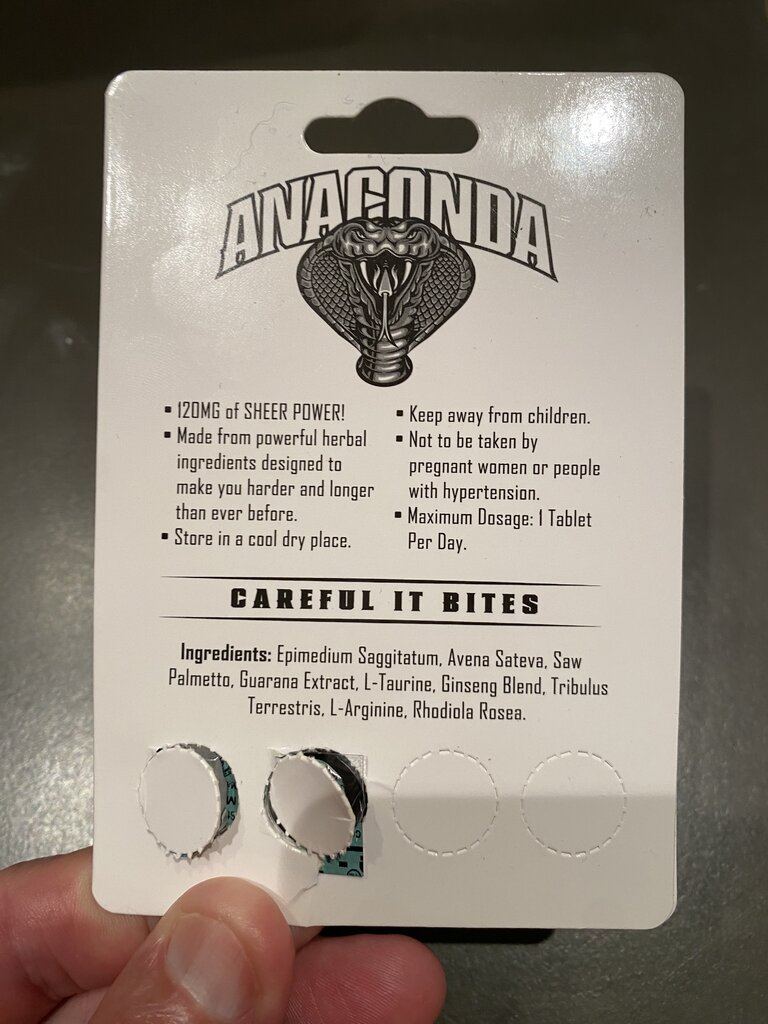 ANACONDA
▪ 120MG of SHEER POWER!
▪ Made from powerful herbal
ingredients designed to
make you harder and longer
than ever before.
▪ Store in a cool dry place.
▪ Keep away from children.
▪ Not to be taken by
pregnant women or people
with hypertension.
▪ Maximum Dosage: 1 Tablet
Per Day.
CAREFUL IT BITES
Ingredients: Epimedium Saggitatum, Avena Sateva, Saw
Palmetto, Guarana Extract, L-Taurine, Ginseng Blend, Tribulus
Terrestris, L-Arginine, Rhodiola Rosea.